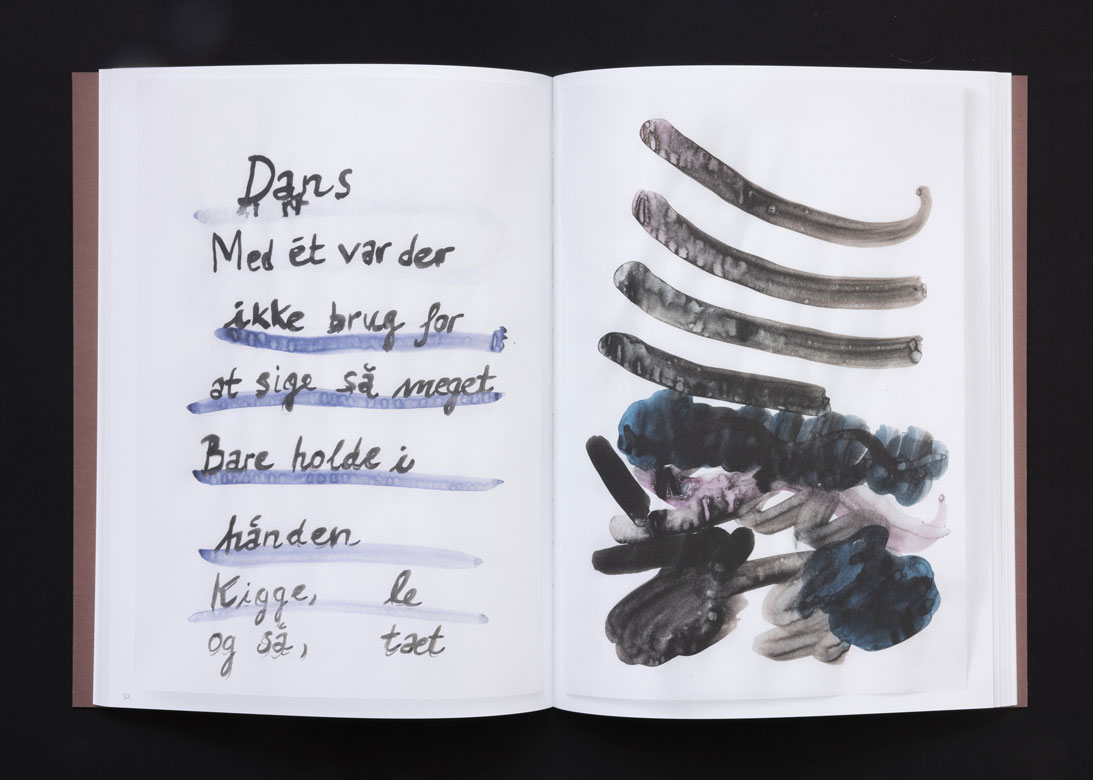 Dans
Med ét var der
ikke brug for
at sige så meget
Bare holde i
hånden
Kigge, le
og så, tæt
52